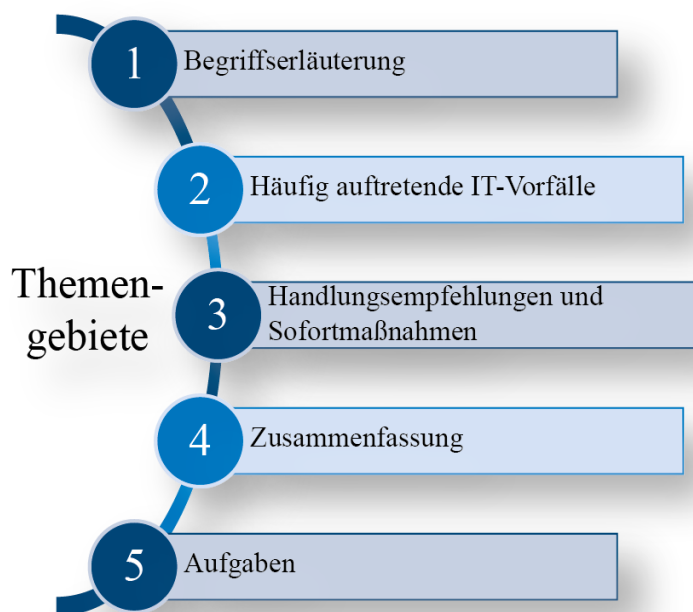 1
Begriffserläuterung
2
Häufig auftretende IT-Vorfälle
Themen-
gebiete
3
Handlungsempfehlungen und
Sofortmaßnahmen
4
Zusammenfassung
5
Aufgaben